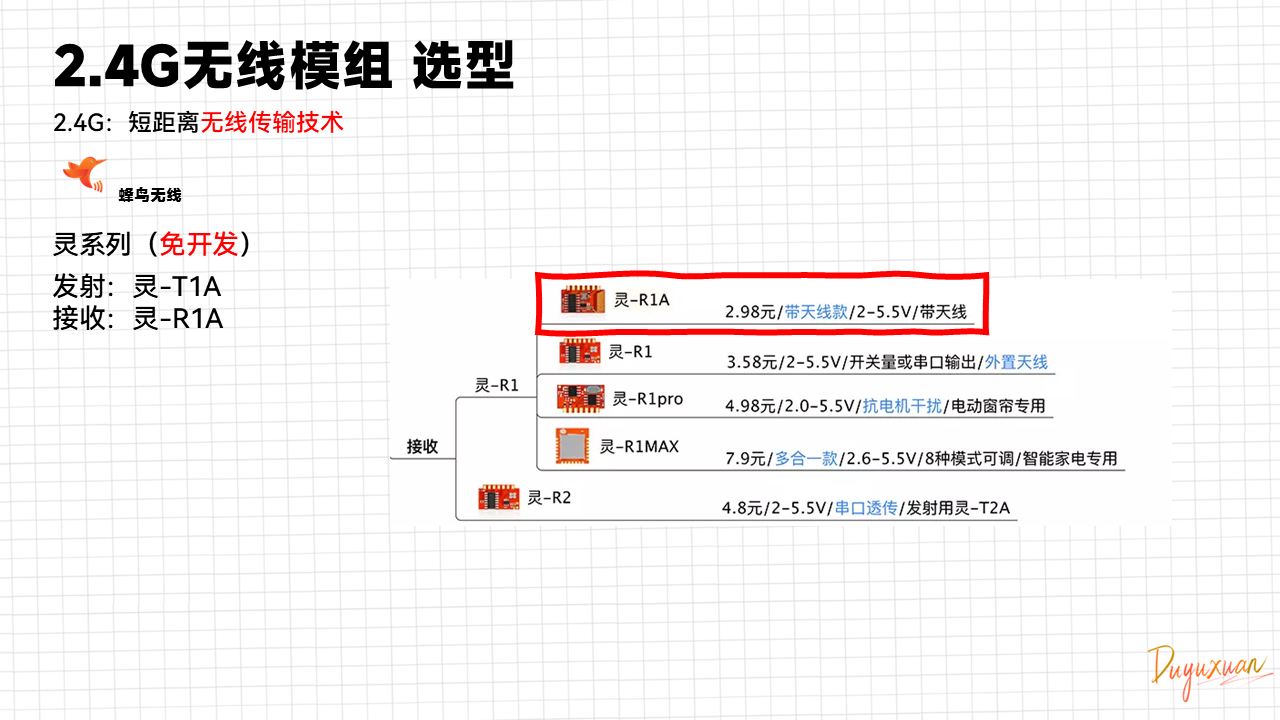 2.4G无线模组 选型
2.4G：短距离无线传输技术
蜂鸟无线
灵系列（免开发）
发射：灵-T1A
接收：灵-R1A
灵-R1A
2.98元/带天线款/2-5.5V/带天线
灵-R1
3.58元/2-5.5V/开关量或串口输出/外置天线
灵-R1
灵-R1pro
4.98元/2.0-5.5V/抗电机干扰/电动窗帘专用
接收
灵-R1MAX
7.9元/多合一款/2.6-5.5V/8种模式可调/智能家电专用
灵-R2
4.8元/2-5.5V/串口透传/发射用灵-T2A
Duyuxuan